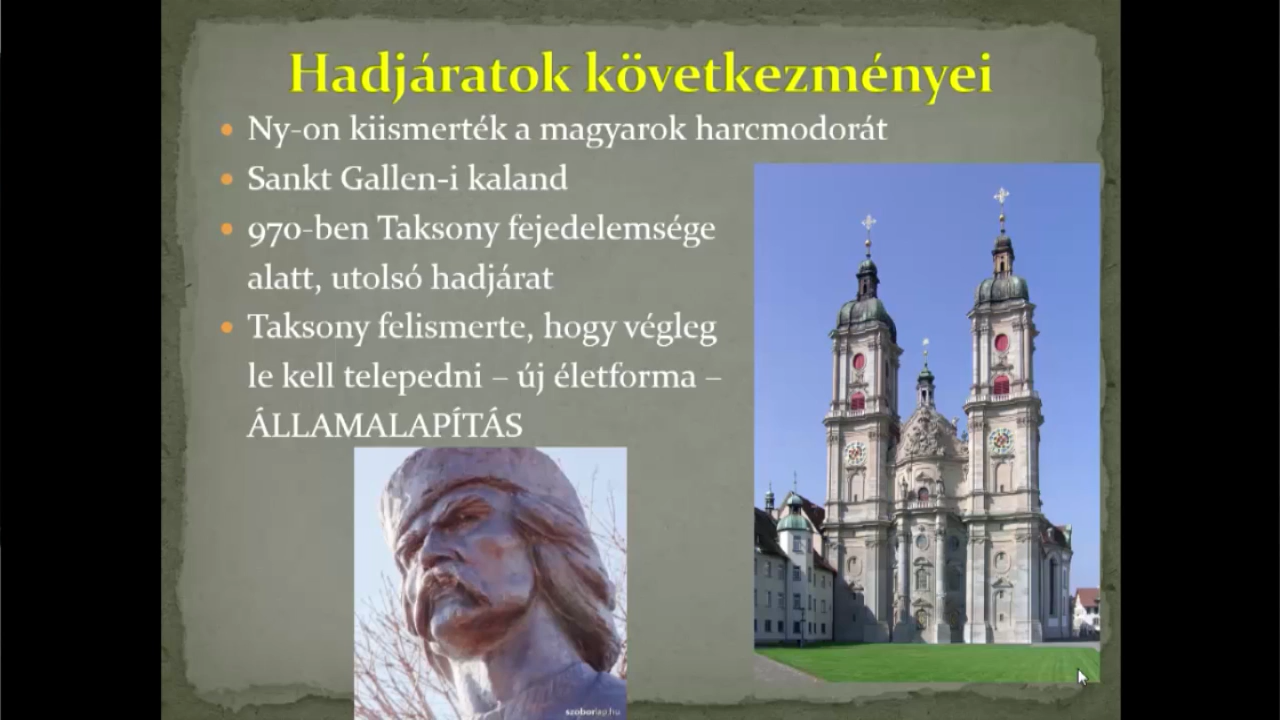 Hadjáratok következményei
Ny-on kiismerték a magyarok harcmodorát
Sankt Gallen-i kaland
970-ben Taksony fejedelemsége
alatt, utolsó hadjárat
Taksony felismerte, hogy végleg
le kell telepedni – új életforma –
ÁLLAMALAPÍTÁS
szoborlap.hu